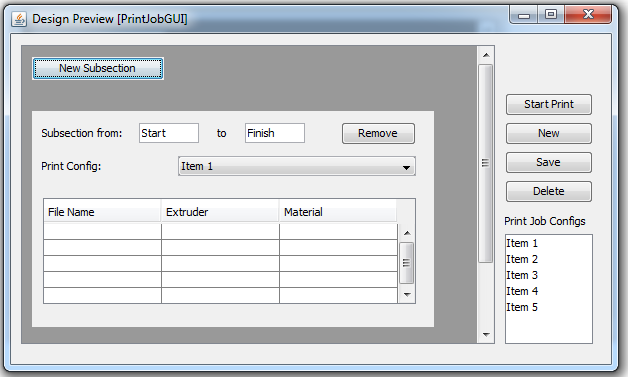 Design Preview [PrintJobGUI]
New Subsection
Subsection from: Start to Finish Remove
Print Config: Item 1
File Name Extruder Material
Start Print
New
Save
Delete
Print Job Configs
Item 1
Item 2
Item 3
Item 4
Item 5